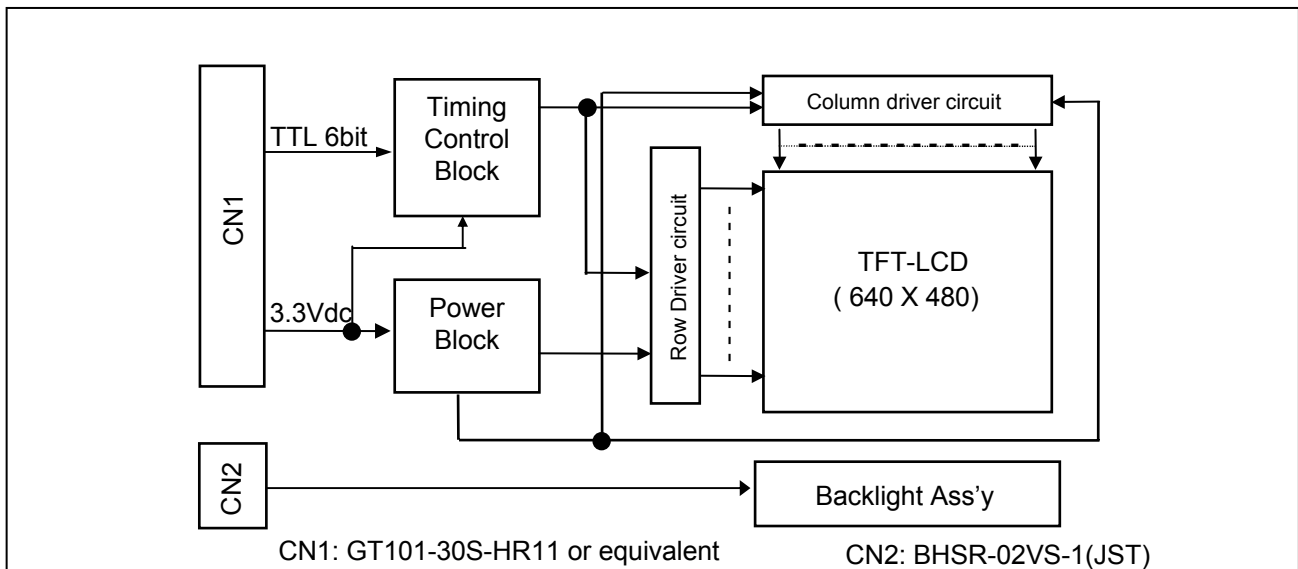 CN1
TTL 6bit
3.3Vdc
Timing
Control
Block
Power
Block
Row Driver circuit
Column driver circuit
TFT-LCD
( 640 X 480)
CN2
Backlight Ass'y
CN1: GT101-30S-HR11 or equivalent
CN2: BHSR-02VS-1(JST)